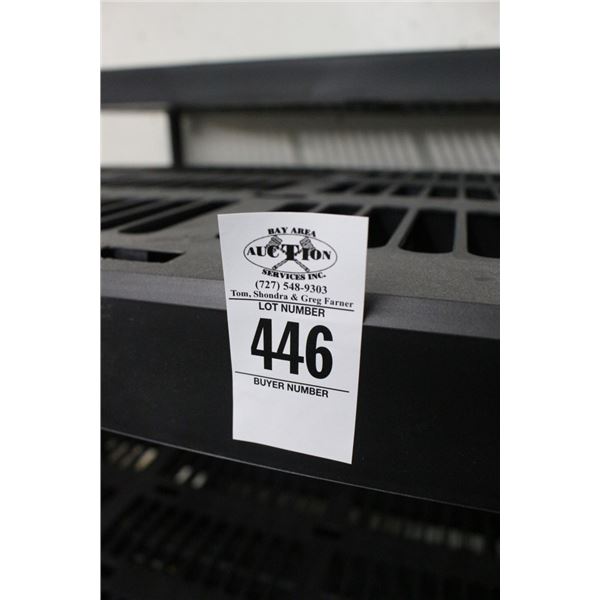 BAY AREA
AUCTION
SERVICES INC.
(727) 548-9303
Tom, Shondra & Greg Farner
LOT NUMBER
446
BUYER NUMBER